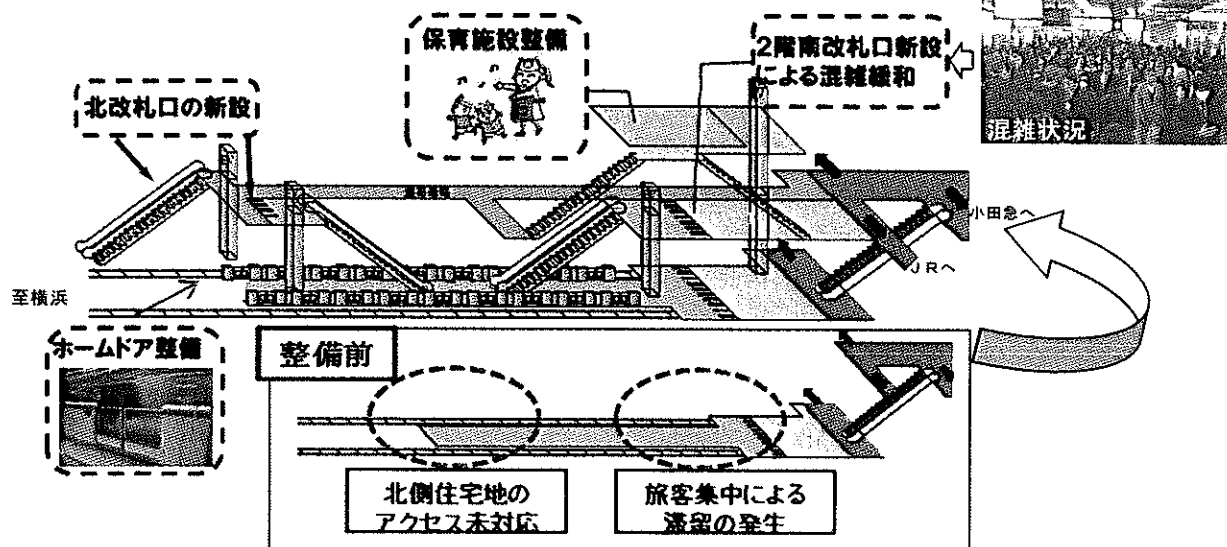 保育施設整備
2階南改札口新設
による混雑緩和
混雑状況
北改札口の新設
小田急へ
JRへ
至横浜
ホームドア整備
整備前
北側住宅地の
アクセス未対応
旅客集中による
滞留の発生